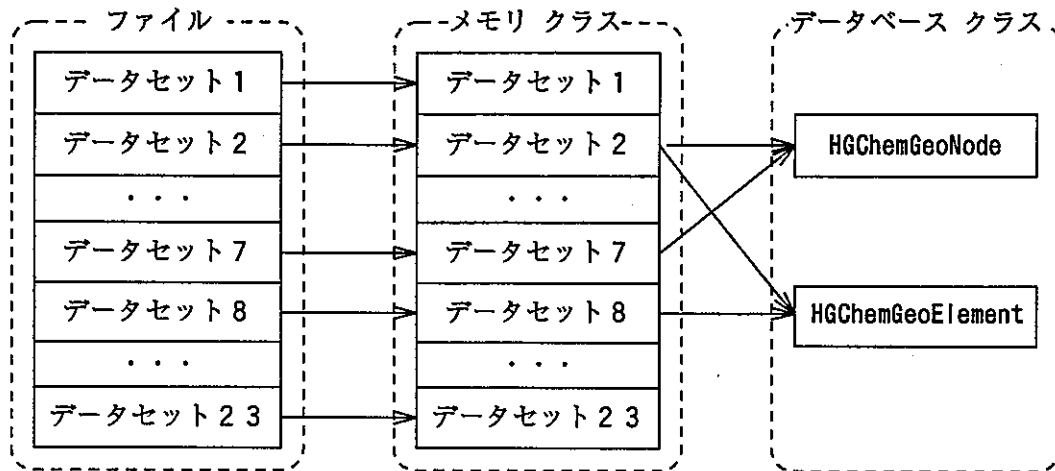 ファイル
データセット1
データセット2
・・・
データセット7
データセット8
・・・
データセット23
メモリ クラス
データセット1
データセット2
・・・
データセット7
データセット8
・・・
データセット23
データベース クラス
HGChemGeoNode
HGChemGeoElement